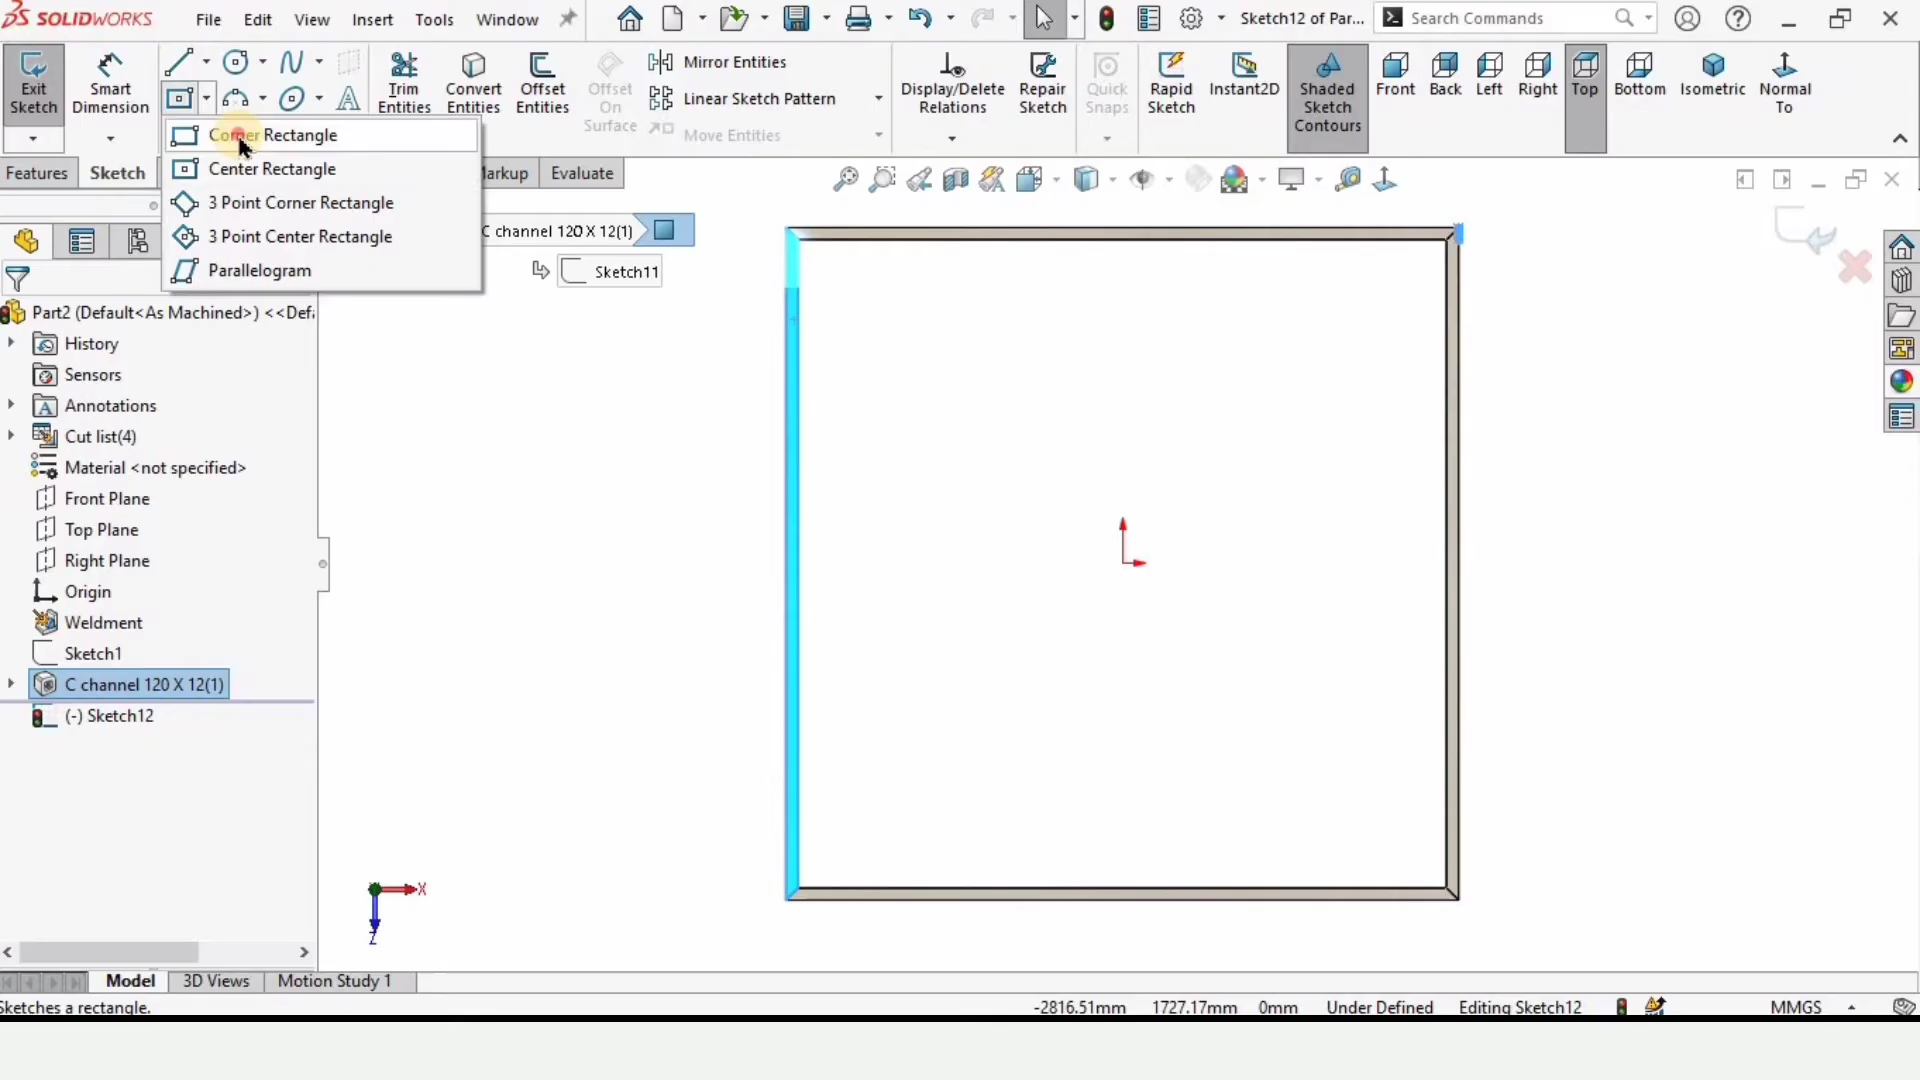 SOLIDWORKS File Edit View Insert Tools Window Sketch12 of Par... Search Commands
Exit Sketch
Smart Dimension
Trim Entities
Convert Entities
Offset Entities
Offset On Surface
Mirror Entities
Linear Sketch Pattern
Move Entities
Display/Delete Relations
Repair Sketch
Quick Snaps
Rapid Sketch
Instant2D
Shaded Sketch Contours
Front Back Left Right Top Bottom Isometric Normal To
Corner Rectangle
Center Rectangle
3 Point Corner Rectangle
3 Point Center Rectangle
Parallelogram
Features Sketch Markup Evaluate
C channel 120 X 12(1)
Sketch11
Part2 (Default<As Machined>) <<Def
History
Sensors
Annotations
Cut list(4)
Material <not specified>
Front Plane
Top Plane
Right Plane
Origin
Weldment
Sketch1
C channel 120 X 12(1)
(-) Sketch12
X
Z
Model 3D Views Motion Study 1
Sketches a rectangle. -2816.51mm 1727.17mm 0mm Under Defined Editing Sketch12 MMGS